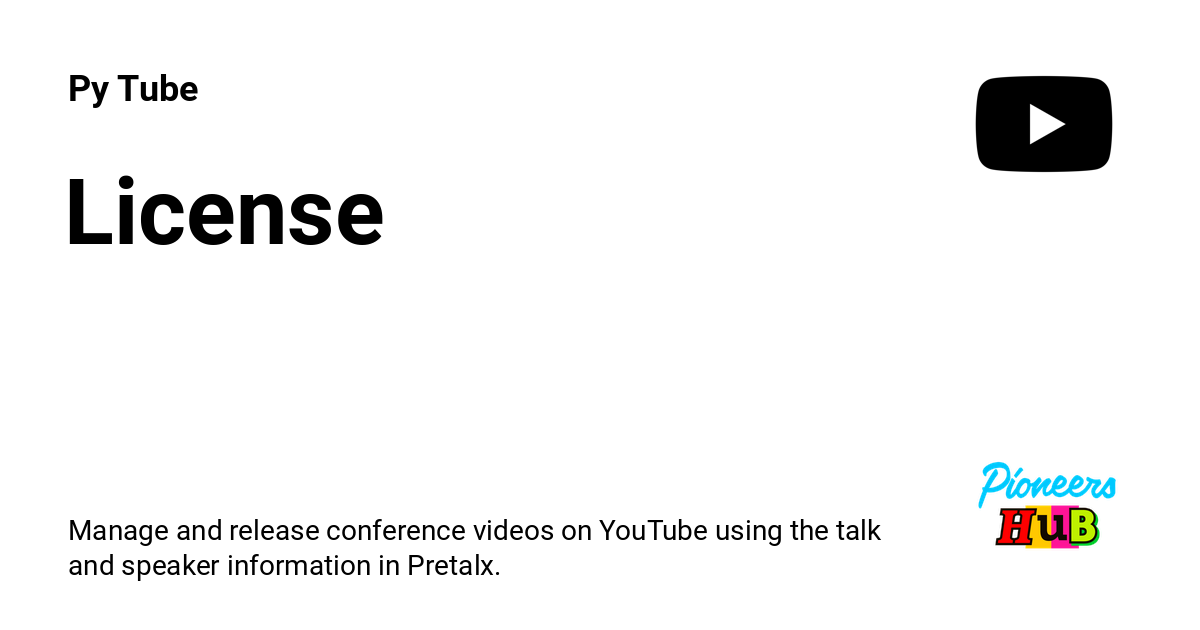 Py Tube
License
Manage and release conference videos on YouTube using the talk
and speaker information in Pretalx.
Pioneers
HuB